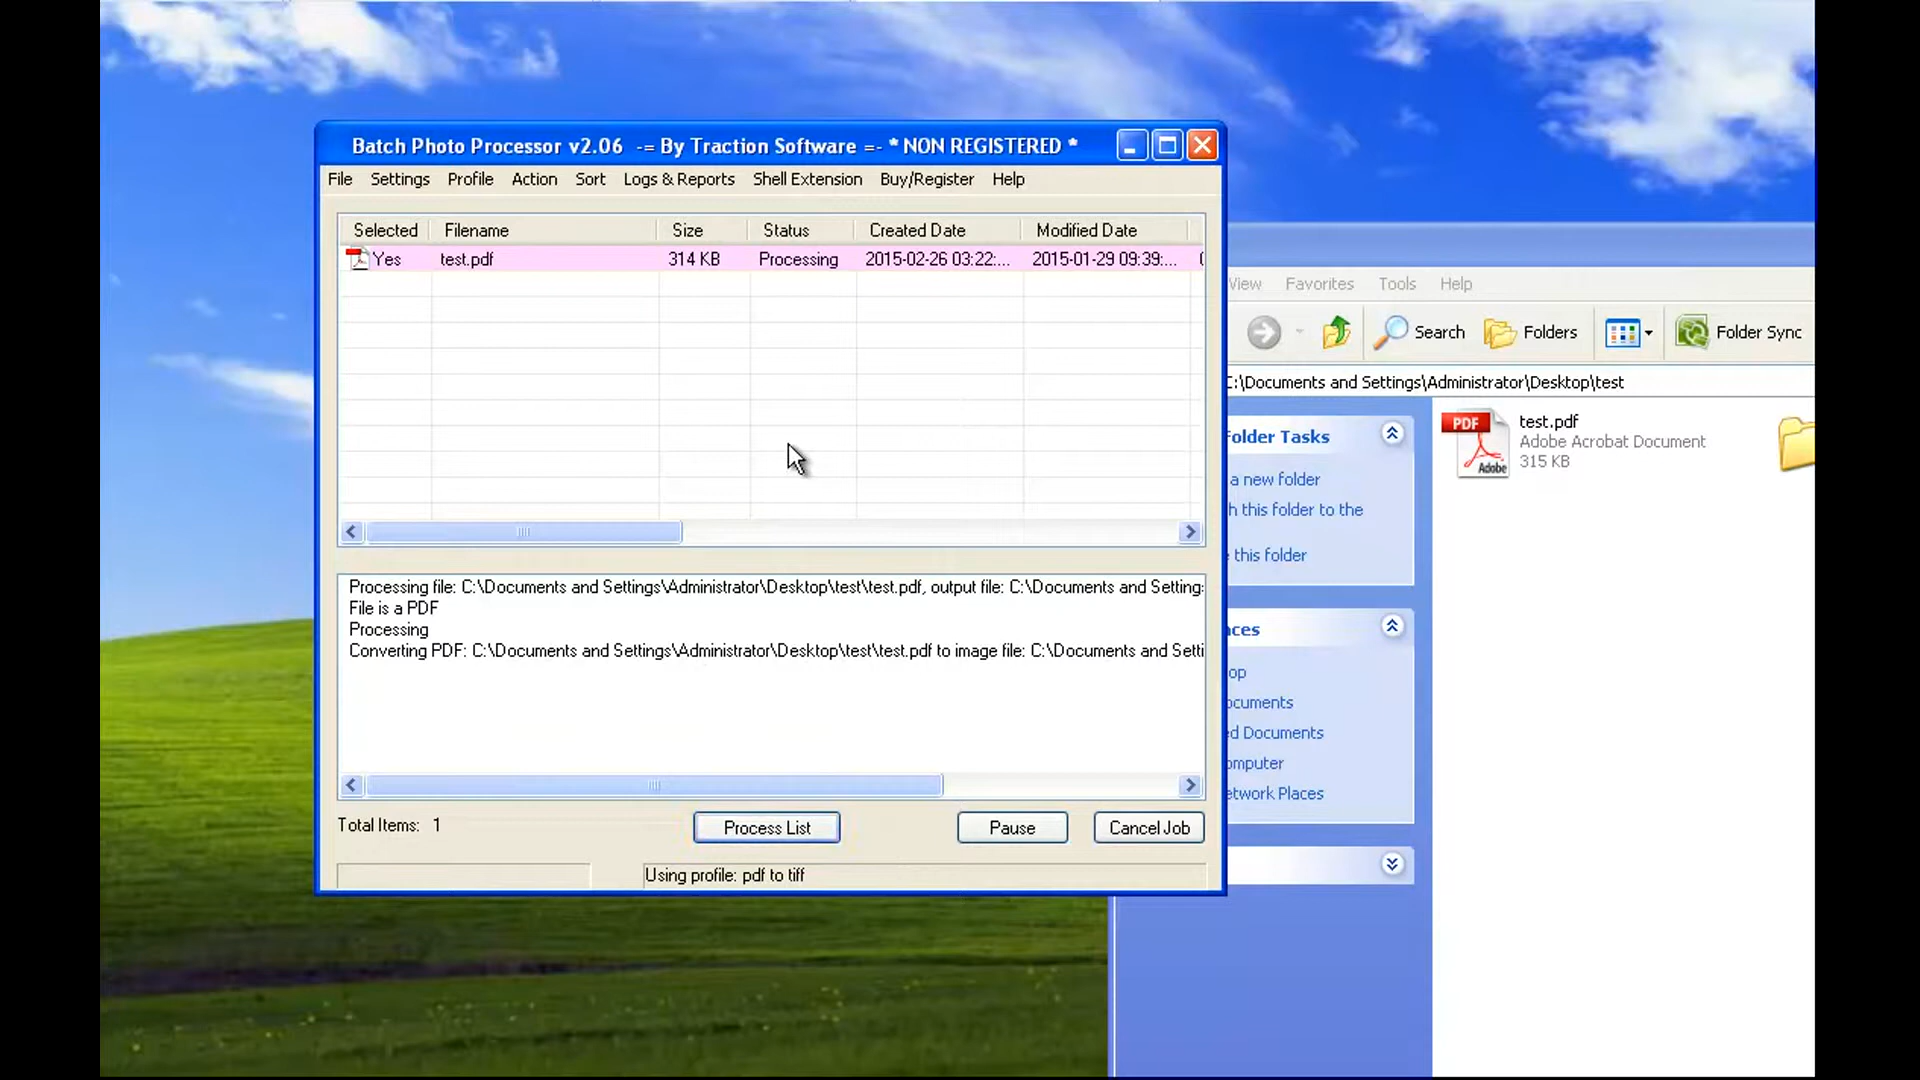 Batch Photo Processor v2.06 -= By Traction Software =- * NON REGISTERED *
File Settings Profile Action Sort Logs & Reports Shell Extension Buy/Register Help
Selected Filename Size Status Created Date Modified Date
Yes test.pdf 314 KB Processing 2015-02-26 03:22:... 2015-01-29 09:39:...
Processing file: C:\Documents and Settings\Administrator\Desktop\test\test.pdf, output file: C:\Documents and Setting
File is a PDF
Processing
Converting PDF: C:\Documents and Settings\Administrator\Desktop\test\test.pdf to image file: C:\Documents and Setti
Total Items: 1
Process List
Pause
Cancel Job
Using profile: pdf to tiff
View Favorites Tools Help
Search Folders Folder Sync
C:\Documents and Settings\Administrator\Desktop\test
Folder Tasks
a new folder
h this folder to the
this folder
aces
op
ocuments
d Documents
omputer
etwork Places
PDF
Adobe
test.pdf
Adobe Acrobat Document
315 KB